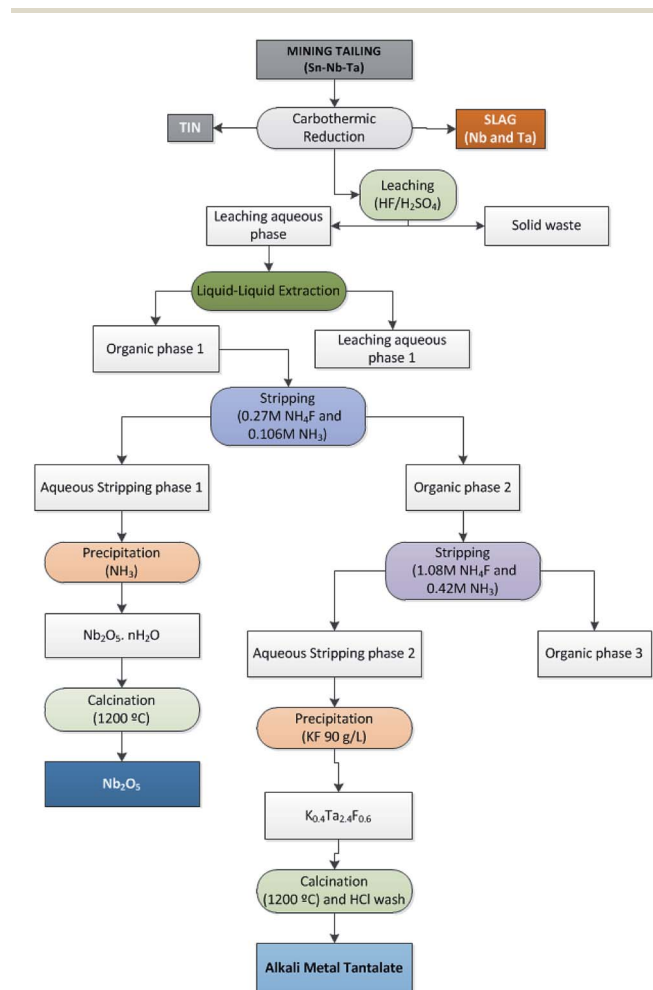 MINING TAILING
(Sn-Nb-Ta)
TIN
Carbothermic
Reduction
SLAG
(Nb and Ta)
Leaching
(HF/H₂SO₄)
Leaching aqueous
phase
Solid waste
Liquid-Liquid Extraction
Organic phase 1
Leaching aqueous
phase 1
Stripping
(0.27M NH₄F and
0.106M NH₃)
Aqueous Stripping phase 1
Organic phase 2
Precipitation
(NH₃)
Stripping
(1.08M NH₄F and
0.42M NH₃)
Nb₂O₅. nH₂O
Aqueous Stripping phase 2
Organic phase 3
Calcination
(1200 ºC)
Precipitation
(KF 90 g/L)
Nb₂O₅
K₀.₄Ta₂.₄F₀.₆
Calcination
(1200 ºC) and HCl wash
Alkali Metal Tantalate